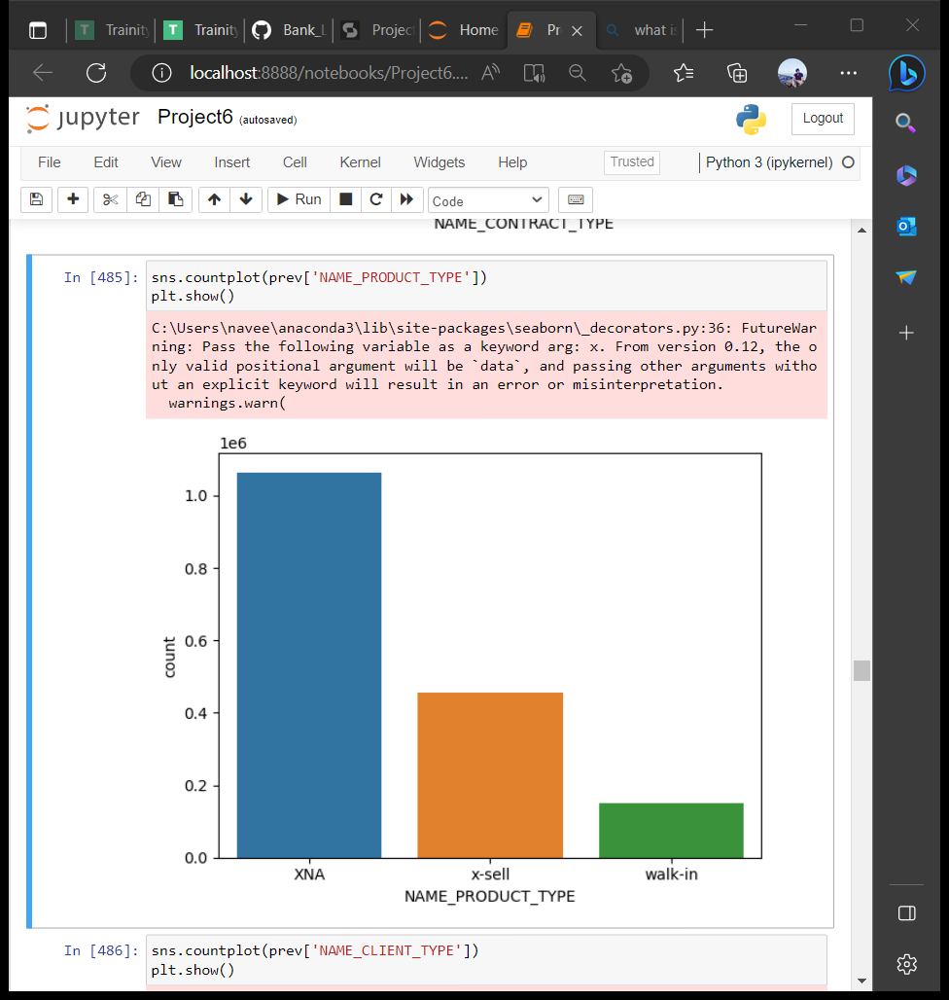 Trainity
Trainity
Bank_L
Project
Home
Pr
what is
localhost:8888/notebooks/Project6....
jupyter Project6 (autosaved)
Logout
File Edit View Insert Cell Kernel Widgets Help
Trusted
Python 3 (ipykernel)
Run
Code
NAME_CONTRACT_TYPE
In [485]: sns.countplot(prev['NAME_PRODUCT_TYPE'])
plt.show()
C:\Users\navee\anaconda3\lib\site-packages\seaborn\_decorators.py:36: FutureWar
ning: Pass the following variable as a keyword arg: x. From version 0.12, the o
nly valid positional argument will be `data`, and passing other arguments witho
ut an explicit keyword will result in an error or misinterpretation.
warnings.warn(
1e6
1.0
0.8
0.6
0.4
0.2
0.0
count
XNA x-sell walk-in
NAME_PRODUCT_TYPE
In [486]: sns.countplot(prev['NAME_CLIENT_TYPE'])
plt.show()